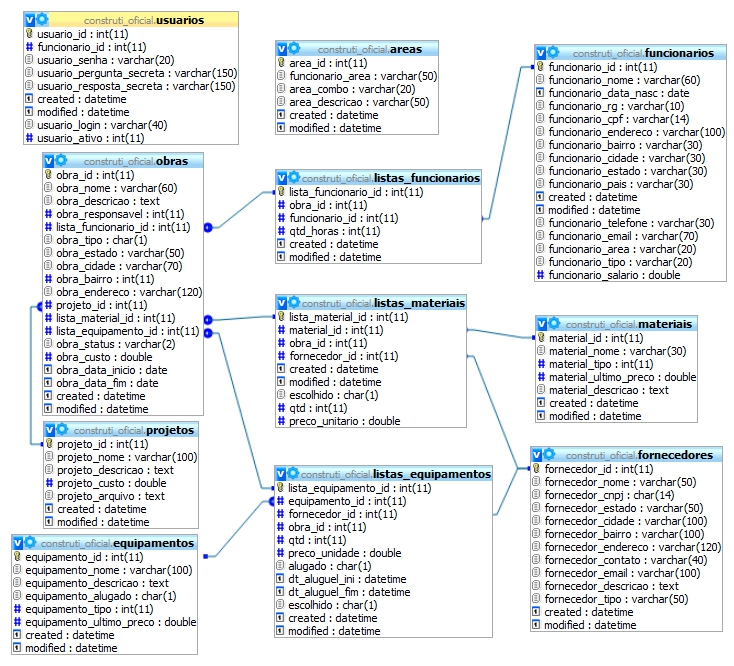 construti_oficial.usuarios
usuario_id : int(11)
funcionario_id : int(11)
usuario_senha : varchar(20)
usuario_pergunta_secreta : varchar(150)
usuario_resposta_secreta : varchar(150)
created : datetime
modified : datetime
usuario_login : varchar(40)
usuario_ativo : int(11)
construti_oficial.areas
area_id : int(11)
funcionario_area : varchar(50)
area_combo : varchar(20)
area_descricao : varchar(50)
created : datetime
modified : datetime
construti_oficial.funcionarios
funcionario_id : int(11)
funcionario_nome : varchar(60)
funcionario_data_nasc : date
funcionario_rg : varchar(10)
funcionario_cpf : varchar(14)
funcionario_endereco : varchar(100)
funcionario_bairro : varchar(30)
funcionario_cidade : varchar(30)
funcionario_estado : varchar(30)
funcionario_pais : varchar(30)
created : datetime
modified : datetime
funcionario_telefone : varchar(30)
funcionario_email : varchar(70)
funcionario_area : varchar(20)
funcionario_tipo : varchar(20)
funcionario_salario : double
construti_oficial.obras
obra_id : int(11)
obra_nome : varchar(60)
obra_descricao : text
obra_responsavel : int(11)
lista_funcionario_id : int(11)
obra_tipo : char(1)
obra_estado : varchar(50)
obra_cidade : varchar(70)
obra_bairro : int(11)
obra_endereco : varchar(120)
projeto_id : int(11)
lista_material_id : int(11)
lista_equipamento_id : int(11)
obra_status : varchar(2)
obra_custo : double
obra_data_inicio : date
obra_data_fim : date
created : datetime
modified : datetime
construti_oficial.listas_funcionarios
lista_funcionario_id : int(11)
obra_id : int(11)
funcionario_id : int(11)
qtd_horas : int(11)
created : datetime
modified : datetime
construti_oficial.listas_materiais
lista_material_id : int(11)
material_id : int(11)
obra_id : int(11)
fornecedor_id : int(11)
created : datetime
modified : datetime
escolhido : char(1)
qtd : int(11)
preco_unitario : double
construti_oficial.materiais
material_id : int(11)
material_nome : varchar(30)
material_tipo : int(11)
material_ultimo_preco : double
material_descricao : text
created : datetime
modified : datetime
construti_oficial.projetos
projeto_id : int(11)
projeto_nome : varchar(100)
projeto_descricao : text
projeto_custo : double
projeto_arquivo : text
created : datetime
modified : datetime
construti_oficial.listas_equipamentos
lista_equipamento_id : int(11)
equipamento_id : int(11)
fornecedor_id : int(11)
obra_id : int(11)
qtd : int(11)
preco_unidade : double
alugado : char(1)
dt_aluguel_ini : datetime
dt_aluguel_fim : datetime
escolhido : char(1)
created : datetime
modified : datetime
construti_oficial.fornecedores
fornecedor_id : int(11)
fornecedor_nome : varchar(50)
fornecedor_cnpj : char(14)
fornecedor_estado : varchar(50)
fornecedor_cidade : varchar(100)
fornecedor_bairro : varchar(100)
fornecedor_endereco : varchar(120)
fornecedor_contato : varchar(40)
fornecedor_email : varchar(100)
fornecedor_descricao : text
fornecedor_tipo : varchar(50)
created : datetime
modified : datetime
construti_oficial.equipamentos
equipamento_id : int(11)
equipamento_nome : varchar(100)
equipamento_descricao : text
equipamento_alugado : char(1)
equipamento_tipo : int(11)
equipamento_ultimo_preco : double
created : datetime
modified : datetime